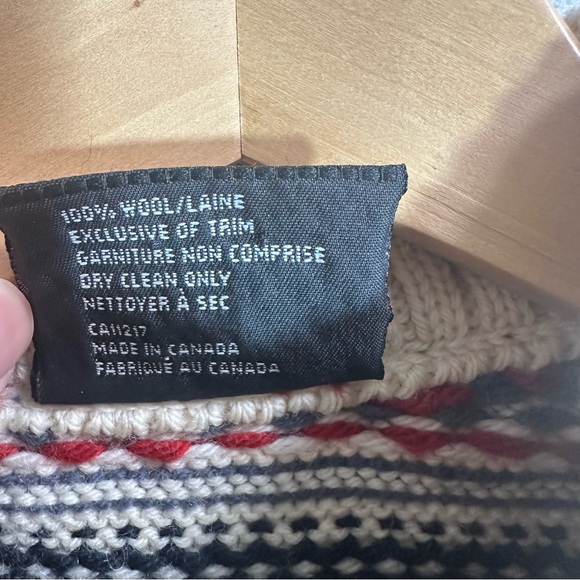 100% WOOL/LAINE
EXCLUSIVE OF TRIM
GARNITURE NON COMPRISE
DRY CLEAN ONLY
NETTOYER À SEC
CA11217
MADE IN CANADA
FABRIQUÉ AU CANADA